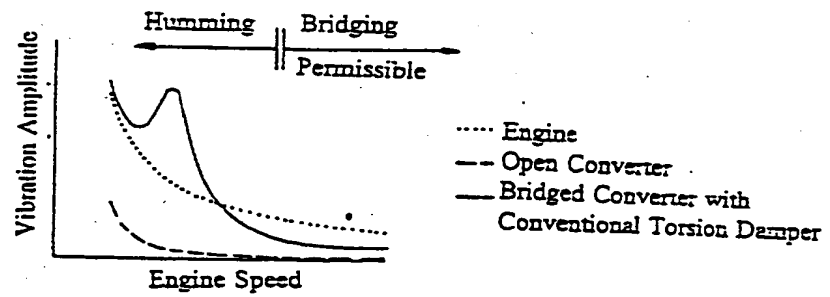 Humming
Bridging
Permissible
Vibration Amplitude
Engine
Open Converter
Bridged Converter with
Conventional Torsion Damper
Engine Speed